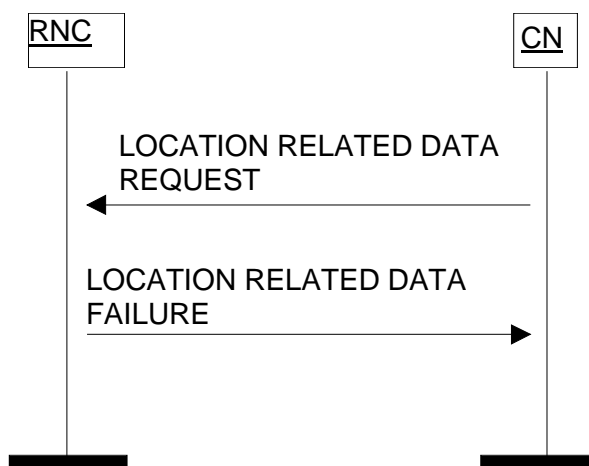 RNC
CN
LOCATION RELATED DATA
REQUEST
LOCATION RELATED DATA
FAILURE